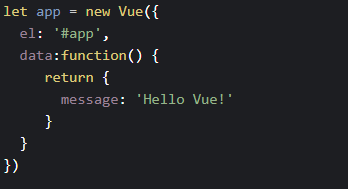 let app = new Vue({
  el: '#app',
  data:function() {
     return {
       message: 'Hello Vue!'
     }
  }
})